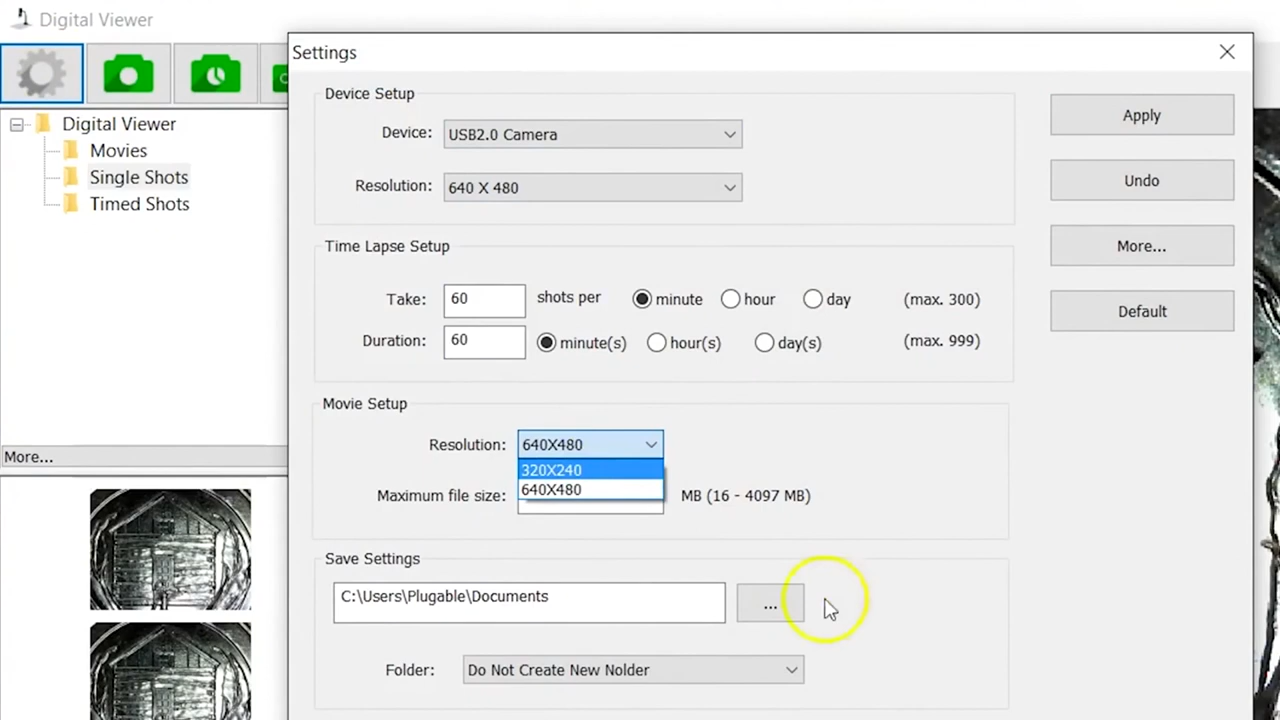 Digital Viewer
Settings
Device Setup
Device: USB2.0 Camera
Resolution: 640 X 480
Time Lapse Setup
Take: 60 shots per minute hour day (max. 300)
Duration: 60 minute(s) hour(s) day(s) (max. 999)
Movie Setup
Resolution: 640X480
320X240
640X480
Maximum file size: MB (16 - 4097 MB)
Save Settings
C:\Users\Plugable\Documents
...
Folder: Do Not Create New Nolder
Apply
Undo
More...
Default
Digital Viewer
Movies
Single Shots
Timed Shots
More...